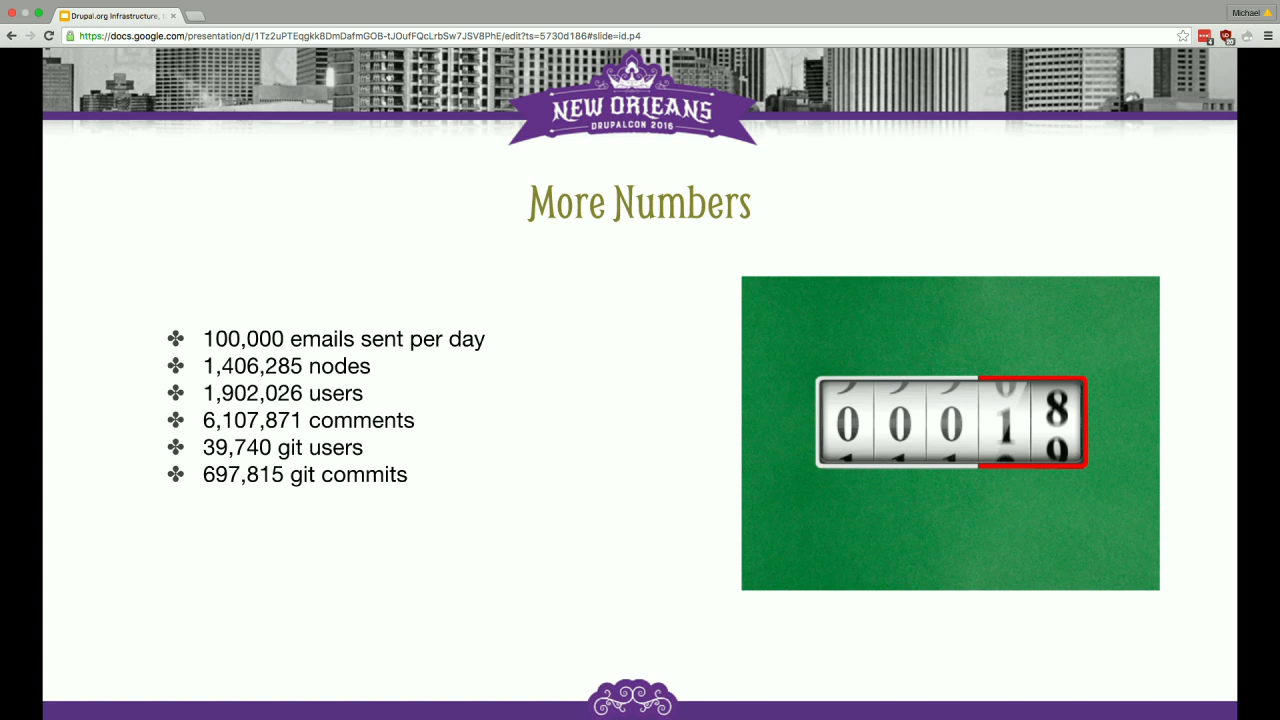 Drupal.org Infrastructure,
Michael
https://docs.google.com/presentation/d/1Tz2uPTEqgkk8DmDafmGOB-tJOufFQcLrbSw7JSV8PhE/edit?ts=5730d186#slide=id.p4
NEW ORLEANS
DRUPALCON 2016
More Numbers
100,000 emails sent per day
1,406,285 nodes
1,902,026 users
6,107,871 comments
39,740 git users
697,815 git commits
0 0 0 1 8
9